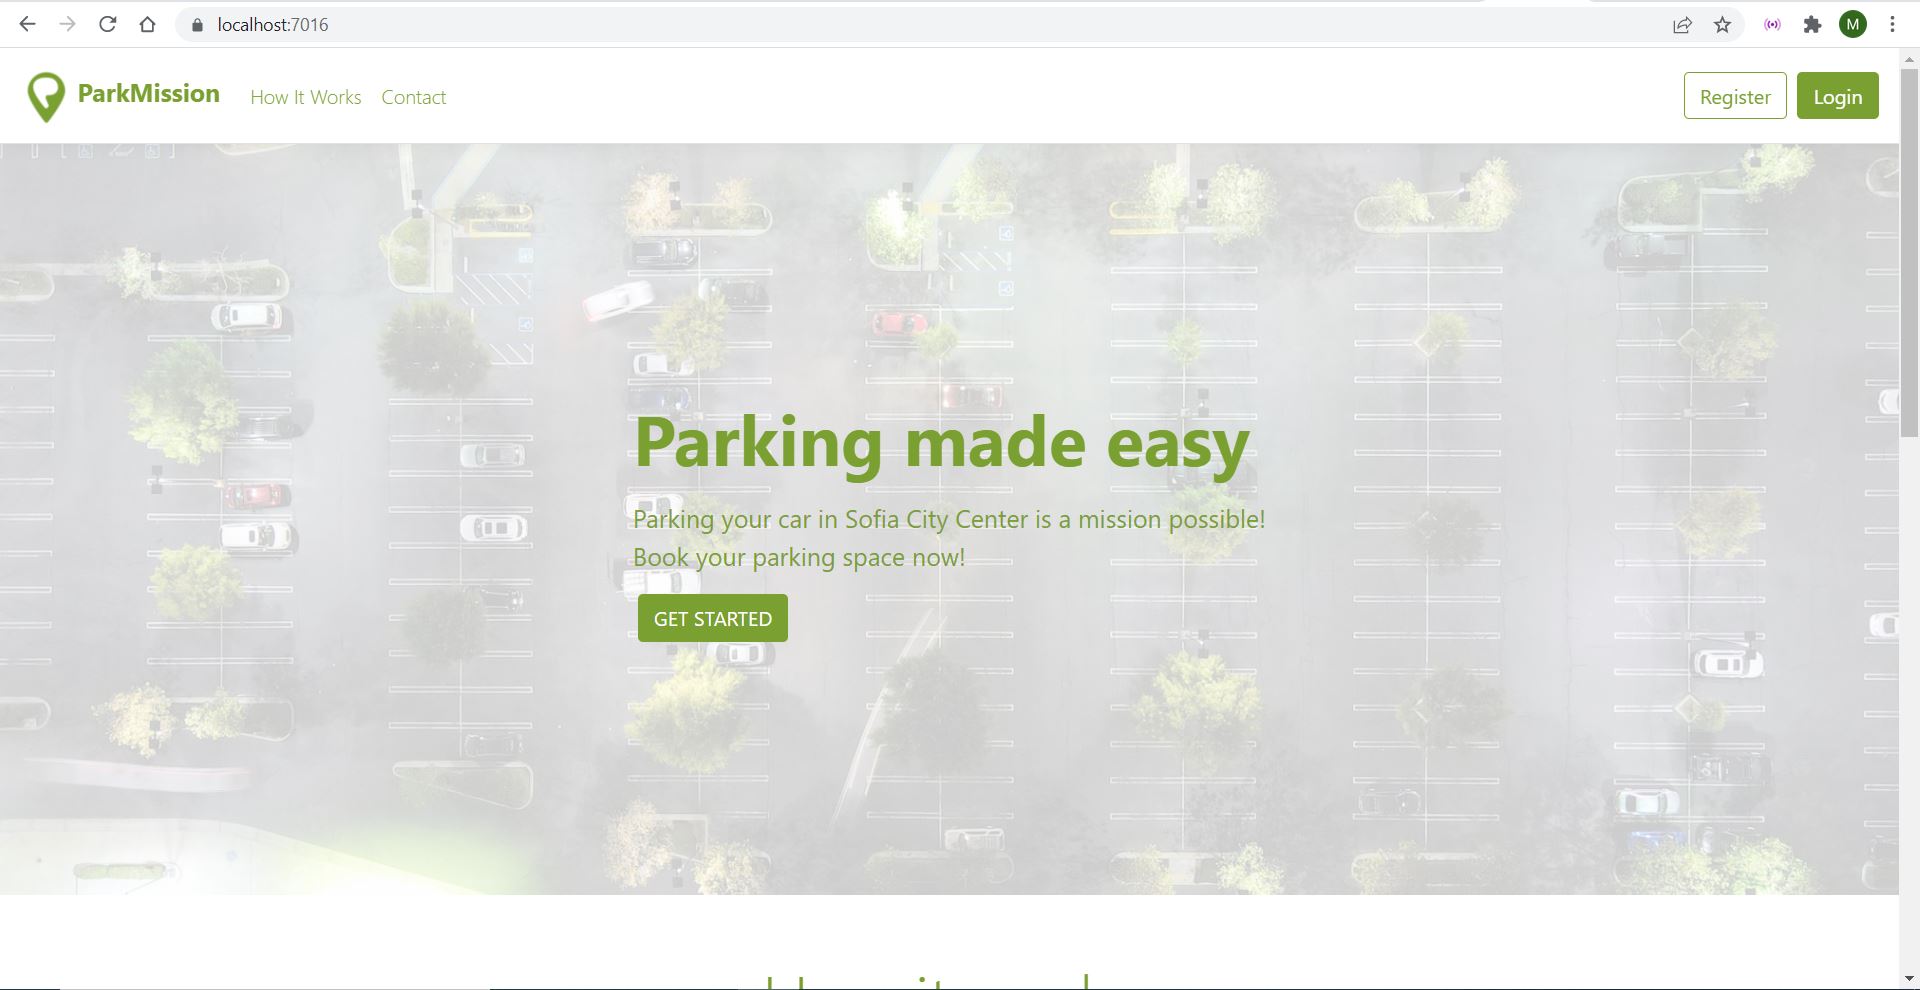 localhost:7016
M
ParkMission
How It Works
Contact
Register
Login
Parking made easy
Parking your car in Sofia City Center is a mission possible!
Book your parking space now!
GET STARTED